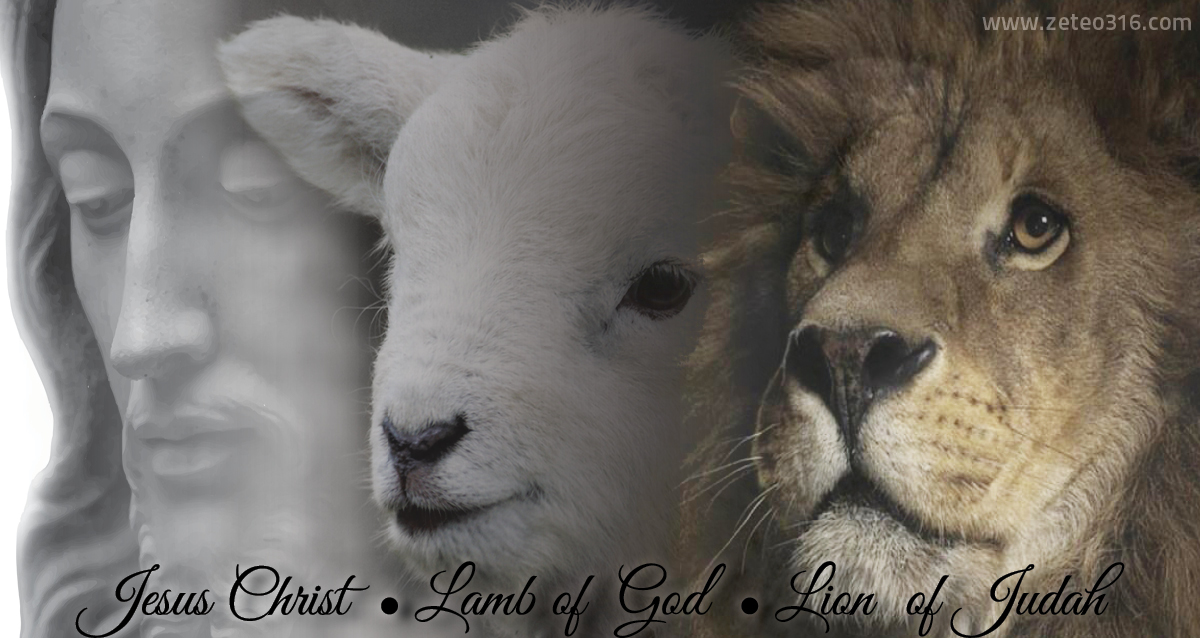 www.zeteo316.com
Jesus Christ • Lamb of God • Lion of Judah